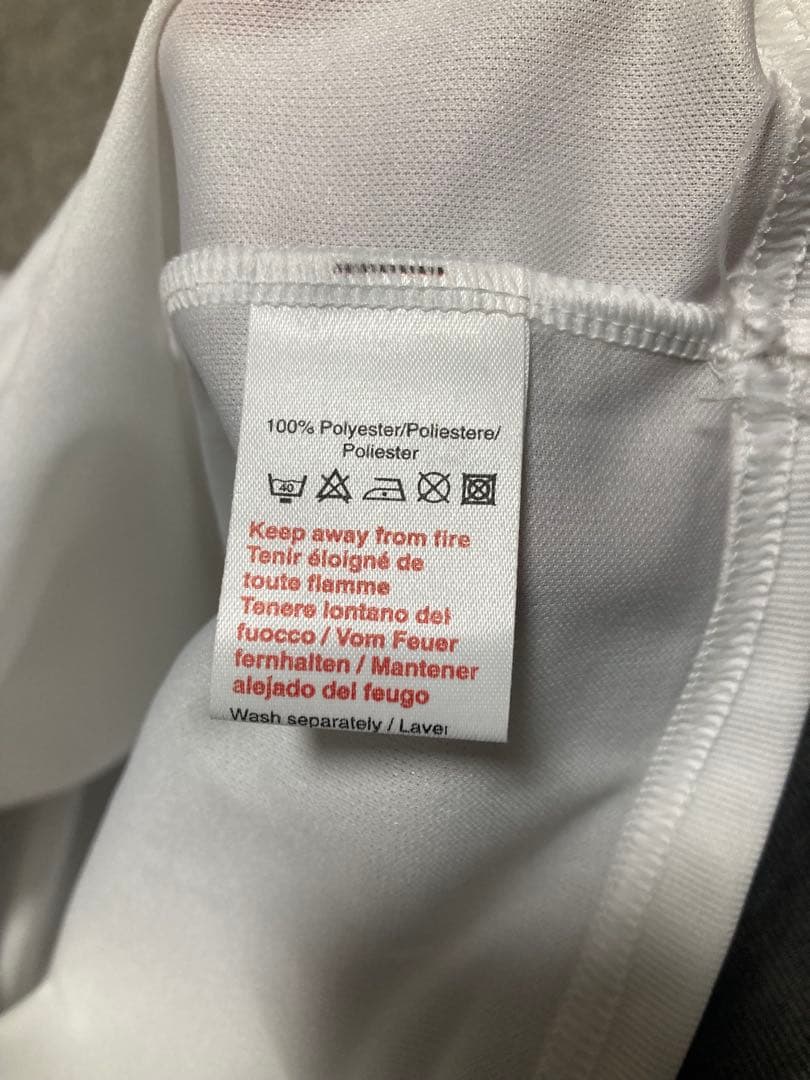 100% Polyester/Poliestere/
Poliester
40
Keep away from fire
Tenir éloigné de
toute flamme
Tenere lontano del
fuocco / Vom Feuer
fernhalten / Mantener
alejado del feugo
Wash separately / Laver